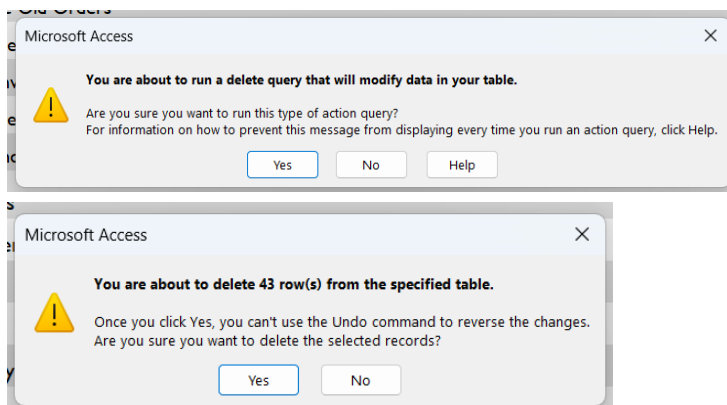 Old Orders
Microsoft Access
You are about to run a delete query that will modify data in your table.
Are you sure you want to run this type of action query?
For information on how to prevent this message from displaying every time you run an action query, click Help.
Yes No Help
Microsoft Access
You are about to delete 43 row(s) from the specified table.
Once you click Yes, you can't use the Undo command to reverse the changes.
Are you sure you want to delete the selected records?
Yes No